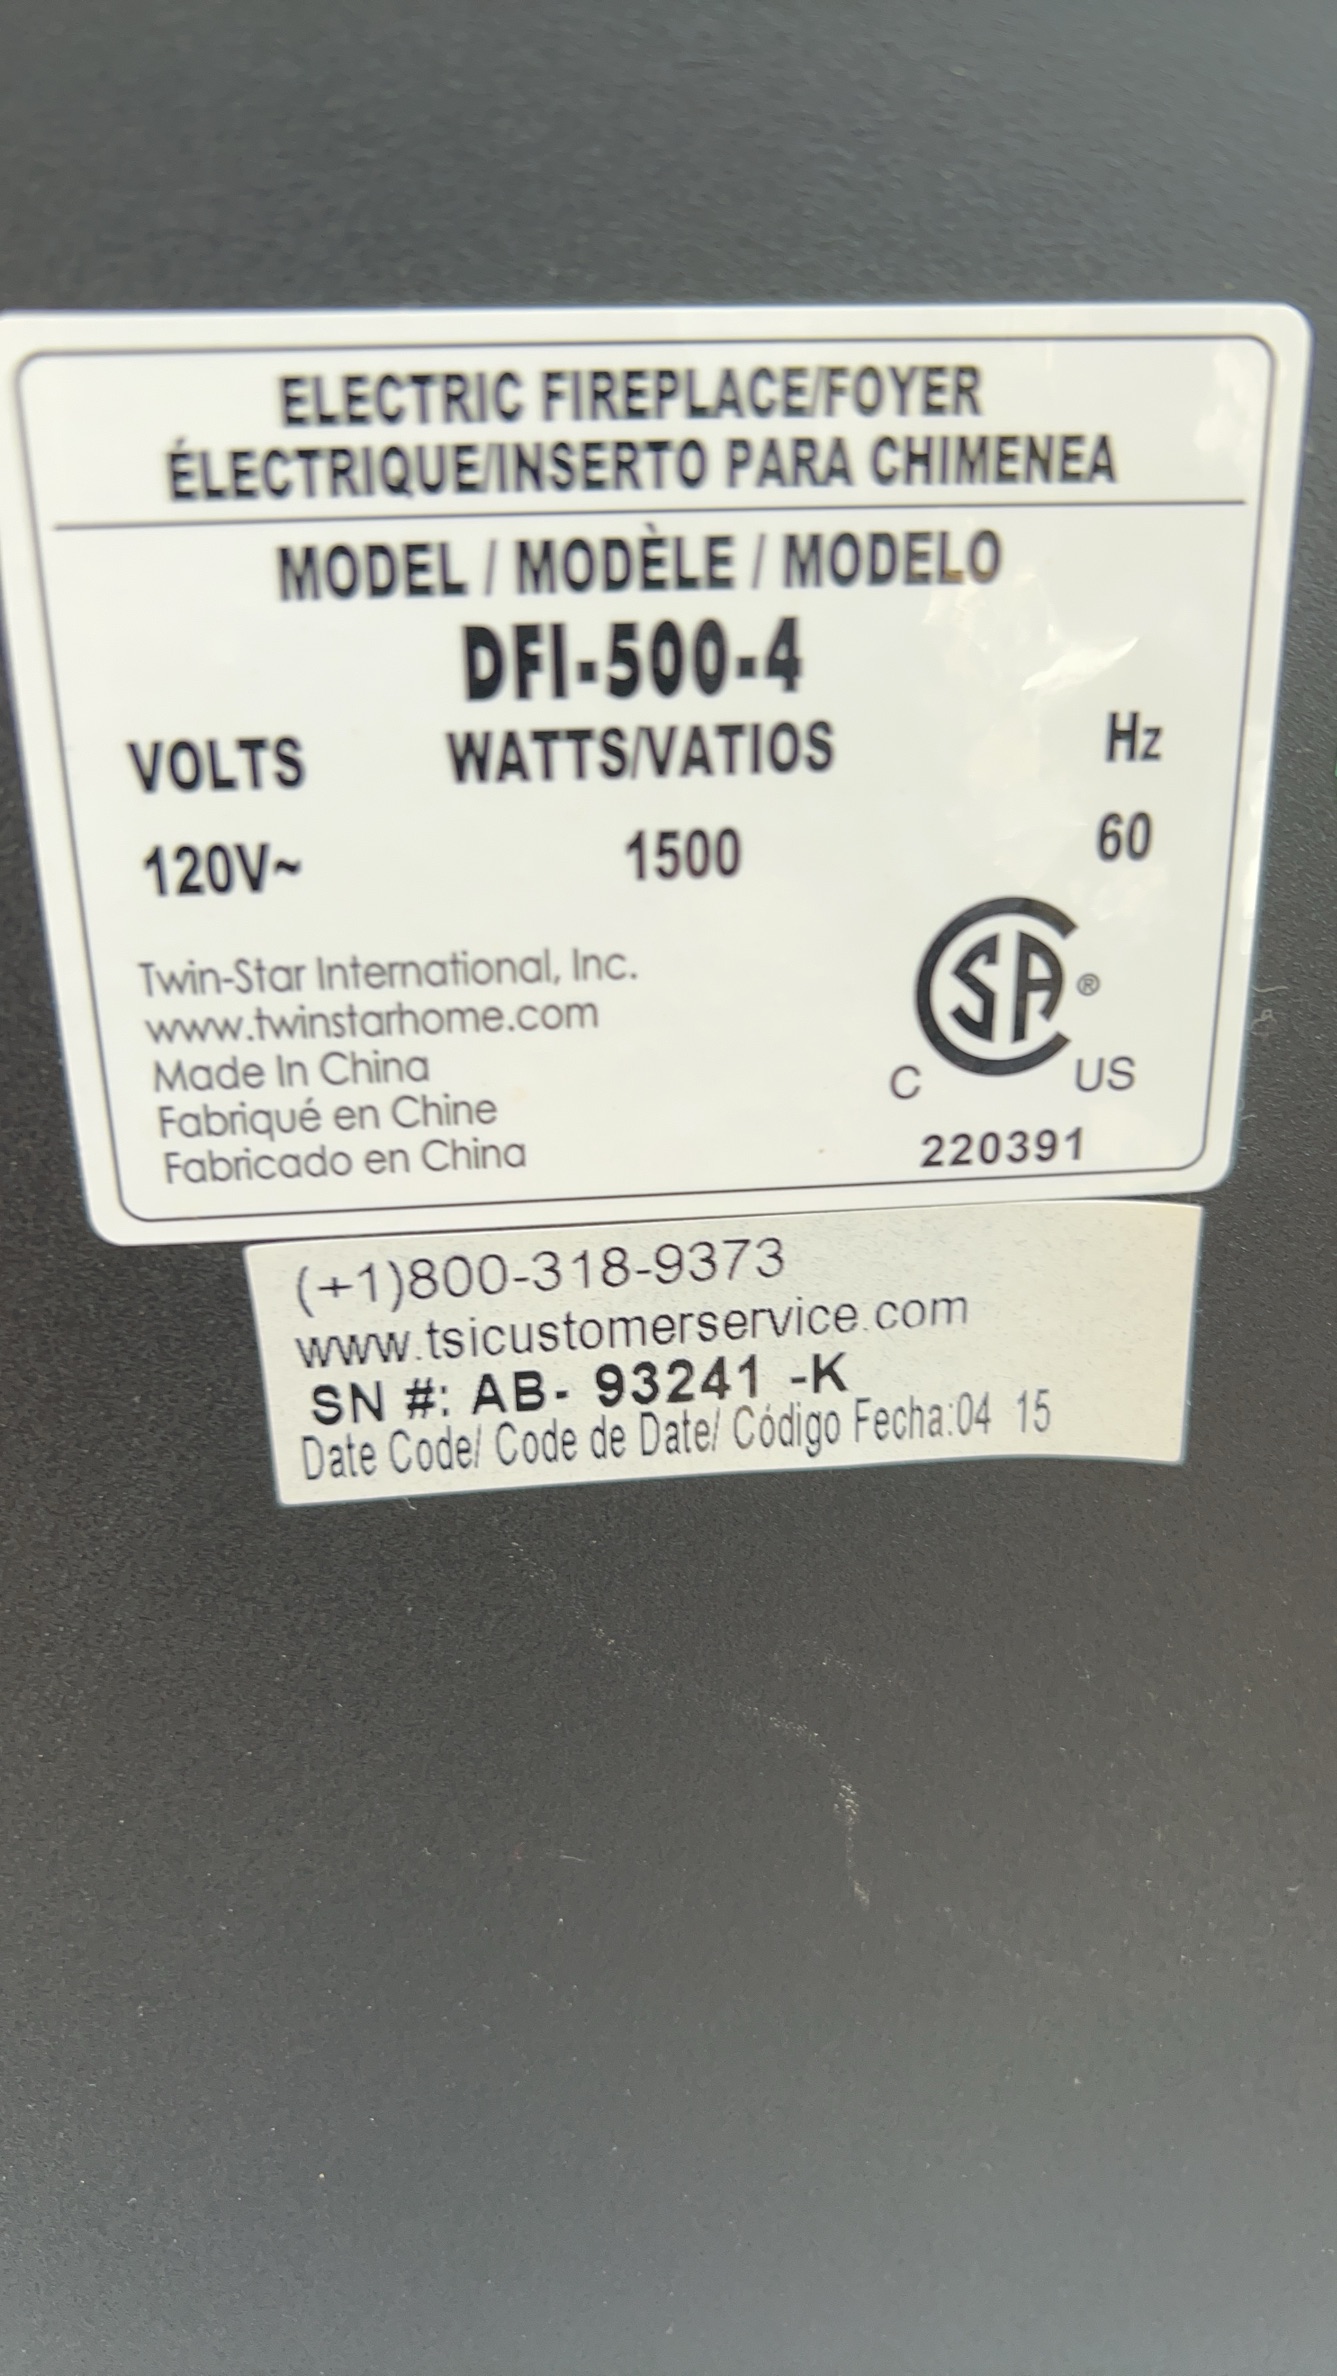 ELECTRIC FIREPLACE/FOYER
ÉLECTRIQUE/INSERTO PARA CHIMENEA
MODEL / MODÈLE / MODELO
DFI-500-4
VOLTS WATTS/VATIOS Hz
120V~ 1500 60
Twin-Star International, Inc.
www.twinstarhome.com
Made In China
Fabriqué en Chine
Fabricado en China
CSA®
C US
220391
(+1)800-318-9373
www.tsicustomerservice.com
SN #: AB- 93241 -K
Date Code/ Code de Date/ Código Fecha:04 15